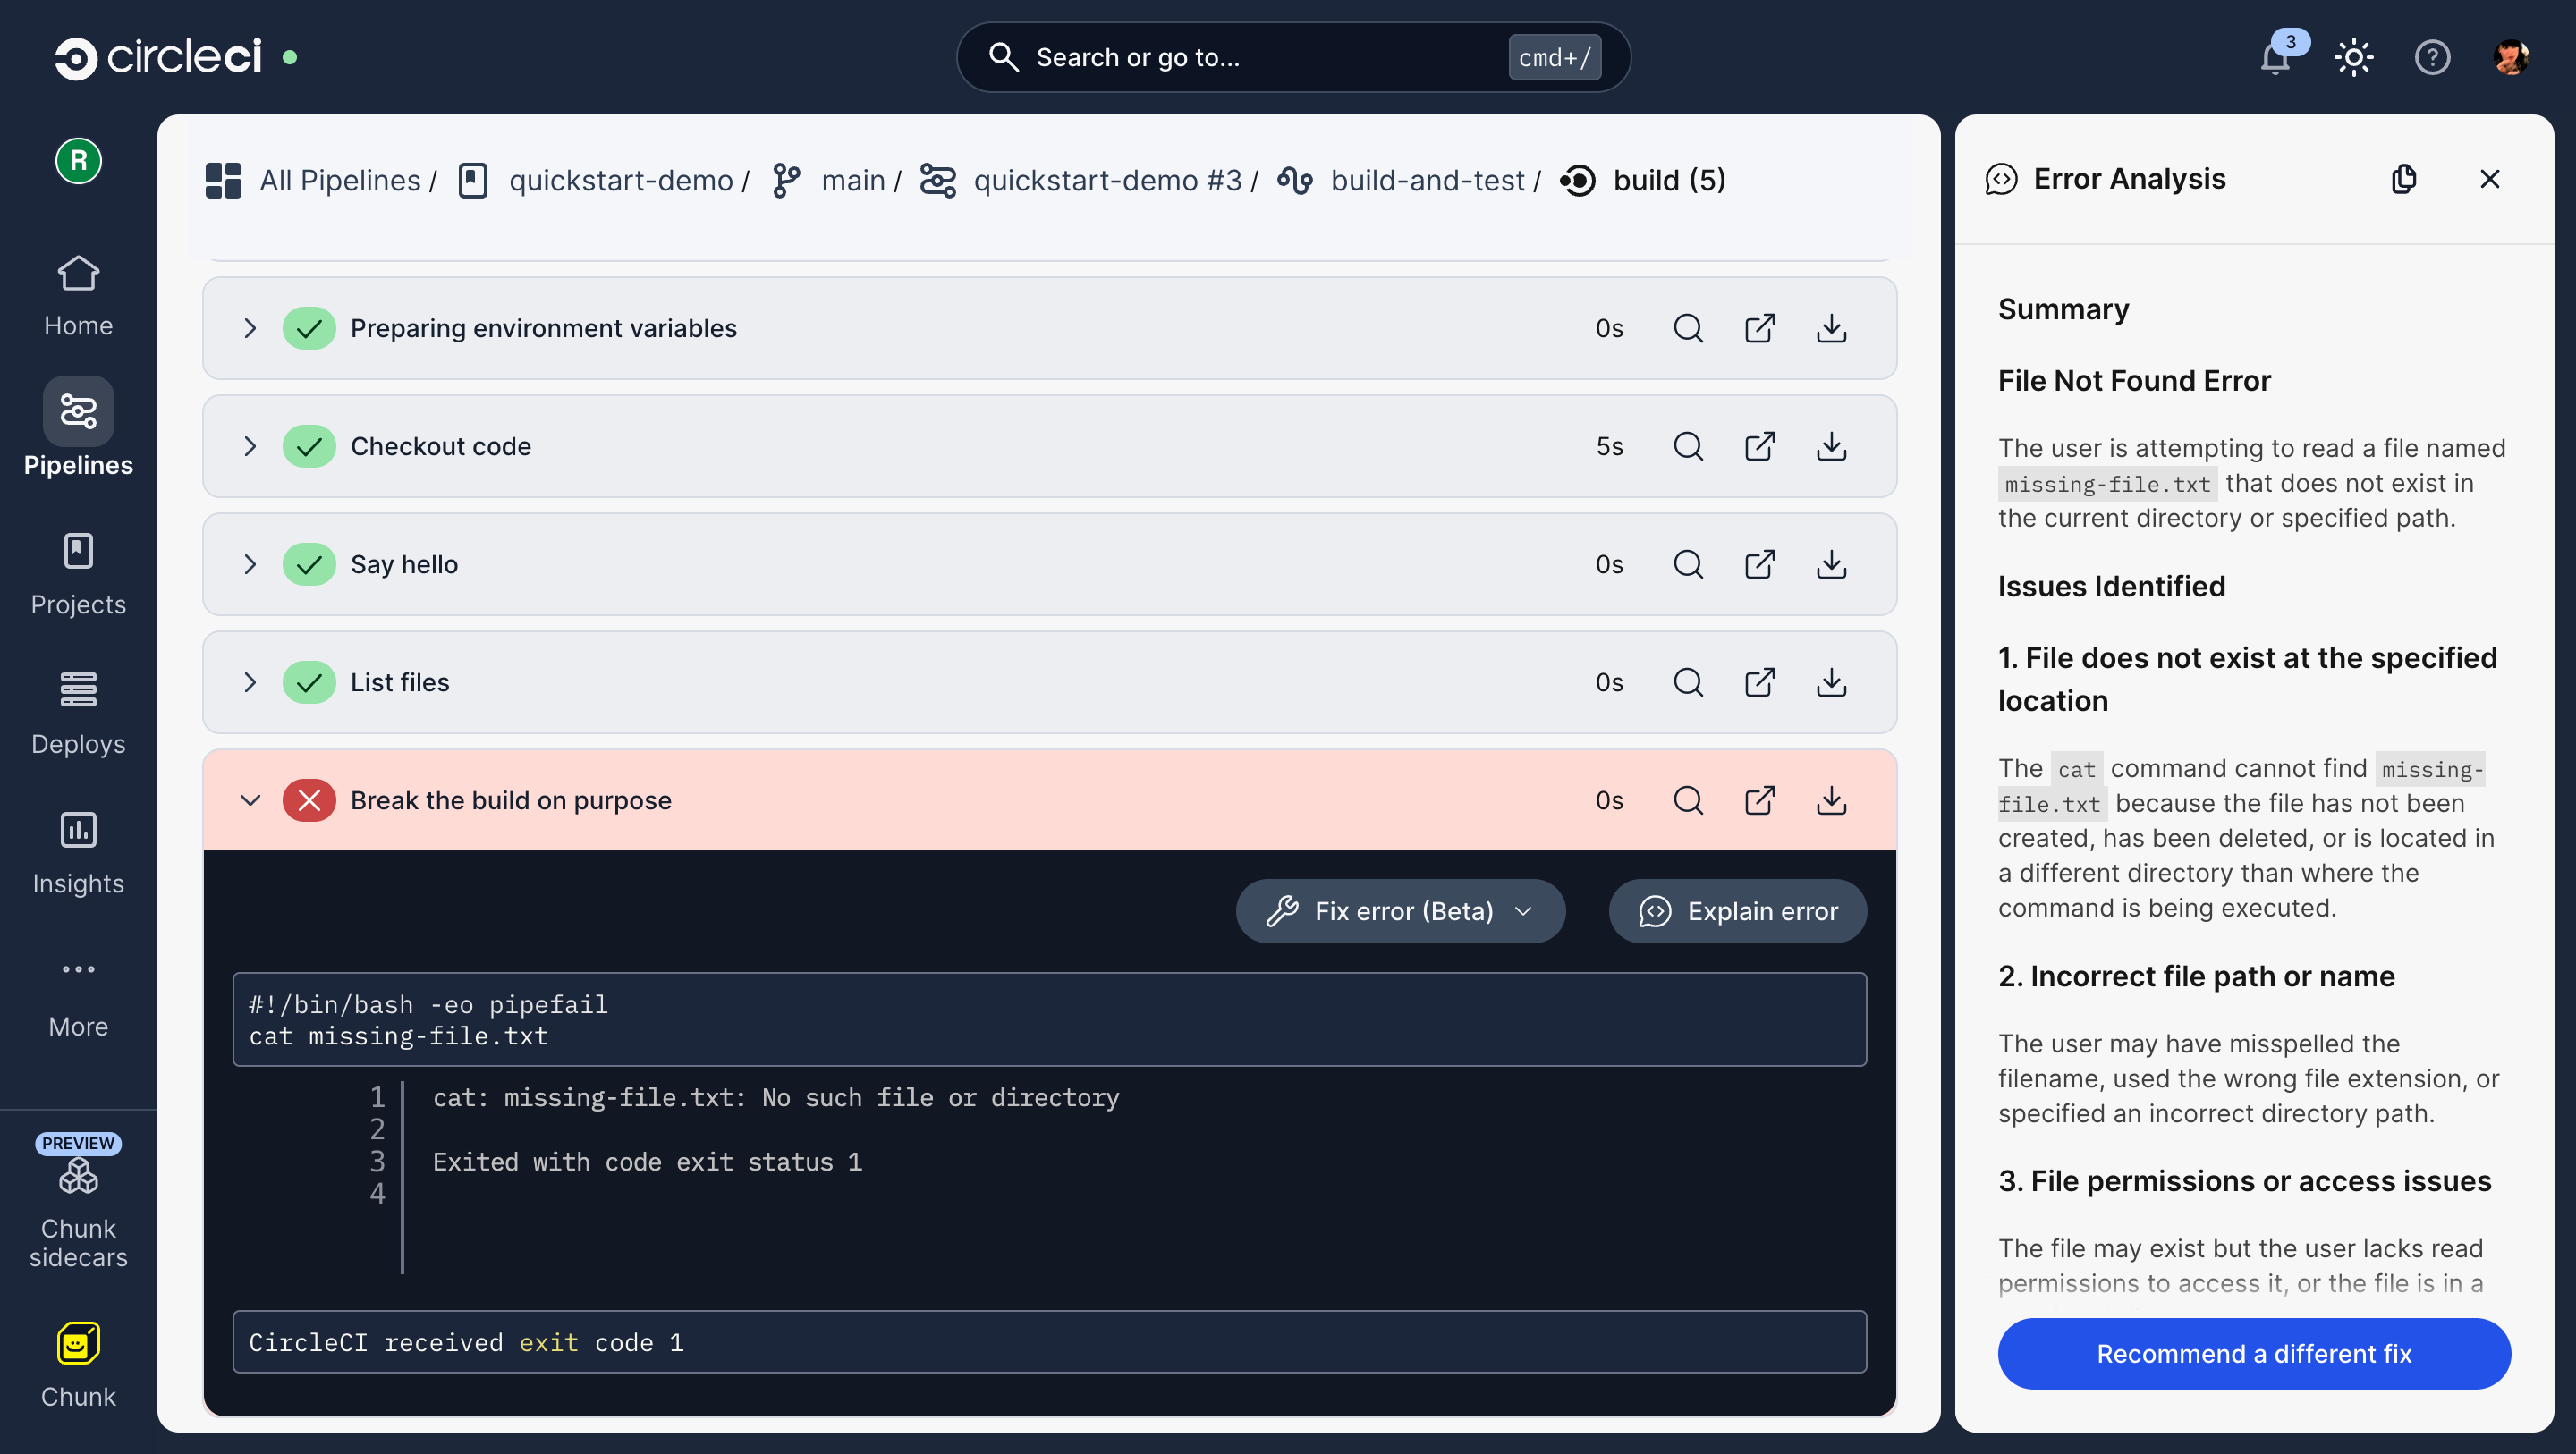 circleci
Search or go to...
cmd+/
3
R
Home
Pipelines
Projects
Deploys
Insights
More
PREVIEW
Chunk
sidecars
Chunk
All Pipelines / quickstart-demo / main / quickstart-demo #3 / build-and-test / build (5)
Preparing environment variables 0s
Checkout code 5s
Say hello 0s
List files 0s
Break the build on purpose 0s
Fix error (Beta)
Explain error
#!/bin/bash -eo pipefail
cat missing-file.txt
1 cat: missing-file.txt: No such file or directory
2
3 Exited with code exit status 1
4
CircleCI received exit code 1
Error Analysis
Summary
File Not Found Error
The user is attempting to read a file named
missing-file.txt that does not exist in
the current directory or specified path.
Issues Identified
1. File does not exist at the specified
location
The cat command cannot find missing-
file.txt because the file has not been
created, has been deleted, or is located in
a different directory than where the
command is being executed.
2. Incorrect file path or name
The user may have misspelled the
filename, used the wrong file extension, or
specified an incorrect directory path.
3. File permissions or access issues
The file may exist but the user lacks read
permissions to access it, or the file is in a
Recommend a different fix